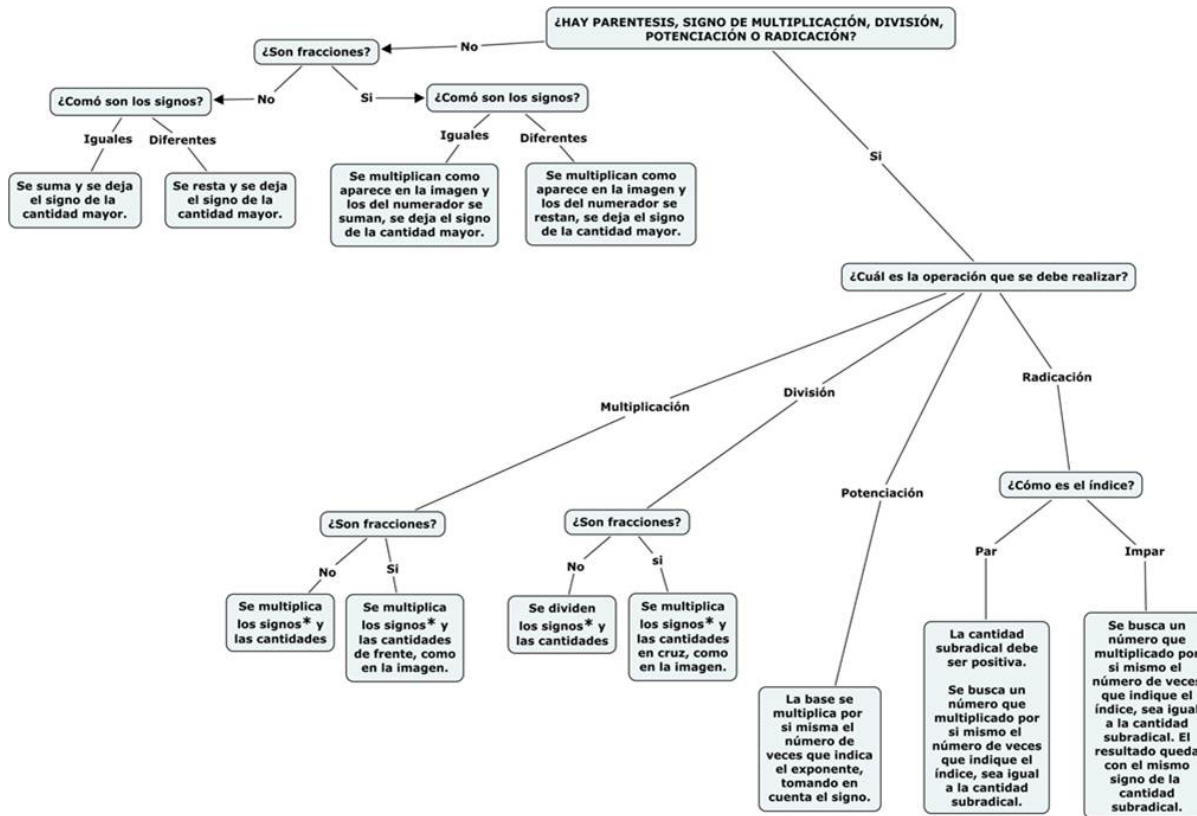 ¿HAY PARENTESIS, SIGNO DE MULTIPLICACIÓN, DIVISIÓN,
POTENCIACIÓN O RADICACIÓN?
No
¿Son fracciones?
No
Si
¿Comó son los signos?
Iguales
Diferentes
Se suma y se deja
el signo de la
cantidad mayor.
Se resta y se deja
el signo de la
cantidad mayor.
¿Comó son los signos?
Iguales
Diferentes
Se multiplican como
aparece en la imagen y
los del numerador se
suman, se deja el signo
de la cantidad mayor.
Se multiplican como
aparece en la imagen y
los del numerador se
restan, se deja el signo
de la cantidad mayor.
Si
¿Cuál es la operación que se debe realizar?
Multiplicación
¿Son fracciones?
No
Si
Se multiplica
los signos* y
las cantidades
Se multiplica
los signos* y
las cantidades
de frente, como
en la imagen.
División
¿Son fracciones?
No
si
Se dividen
los signos* y
las cantidades
Se multiplica
los signos* y
las cantidades
en cruz, como
en la imagen.
Potenciación
La base se
multiplica por
si misma el
número de
veces que indica
el exponente,
tomando en
cuenta el signo.
Radicación
¿Cómo es el índice?
Par
Impar
La cantidad
subradical debe
ser positiva.
Se busca un
número que
multiplicado por
si mismo el
número de veces
que indique el
índice, sea igual
a la cantidad
subradical.
Se busca un
número que
multiplicado por
si mismo el
número de veces
que indique el
índice, sea igual
a la cantidad
subradical. El
resultado queda
con el mismo
signo de la
cantidad
subradical.